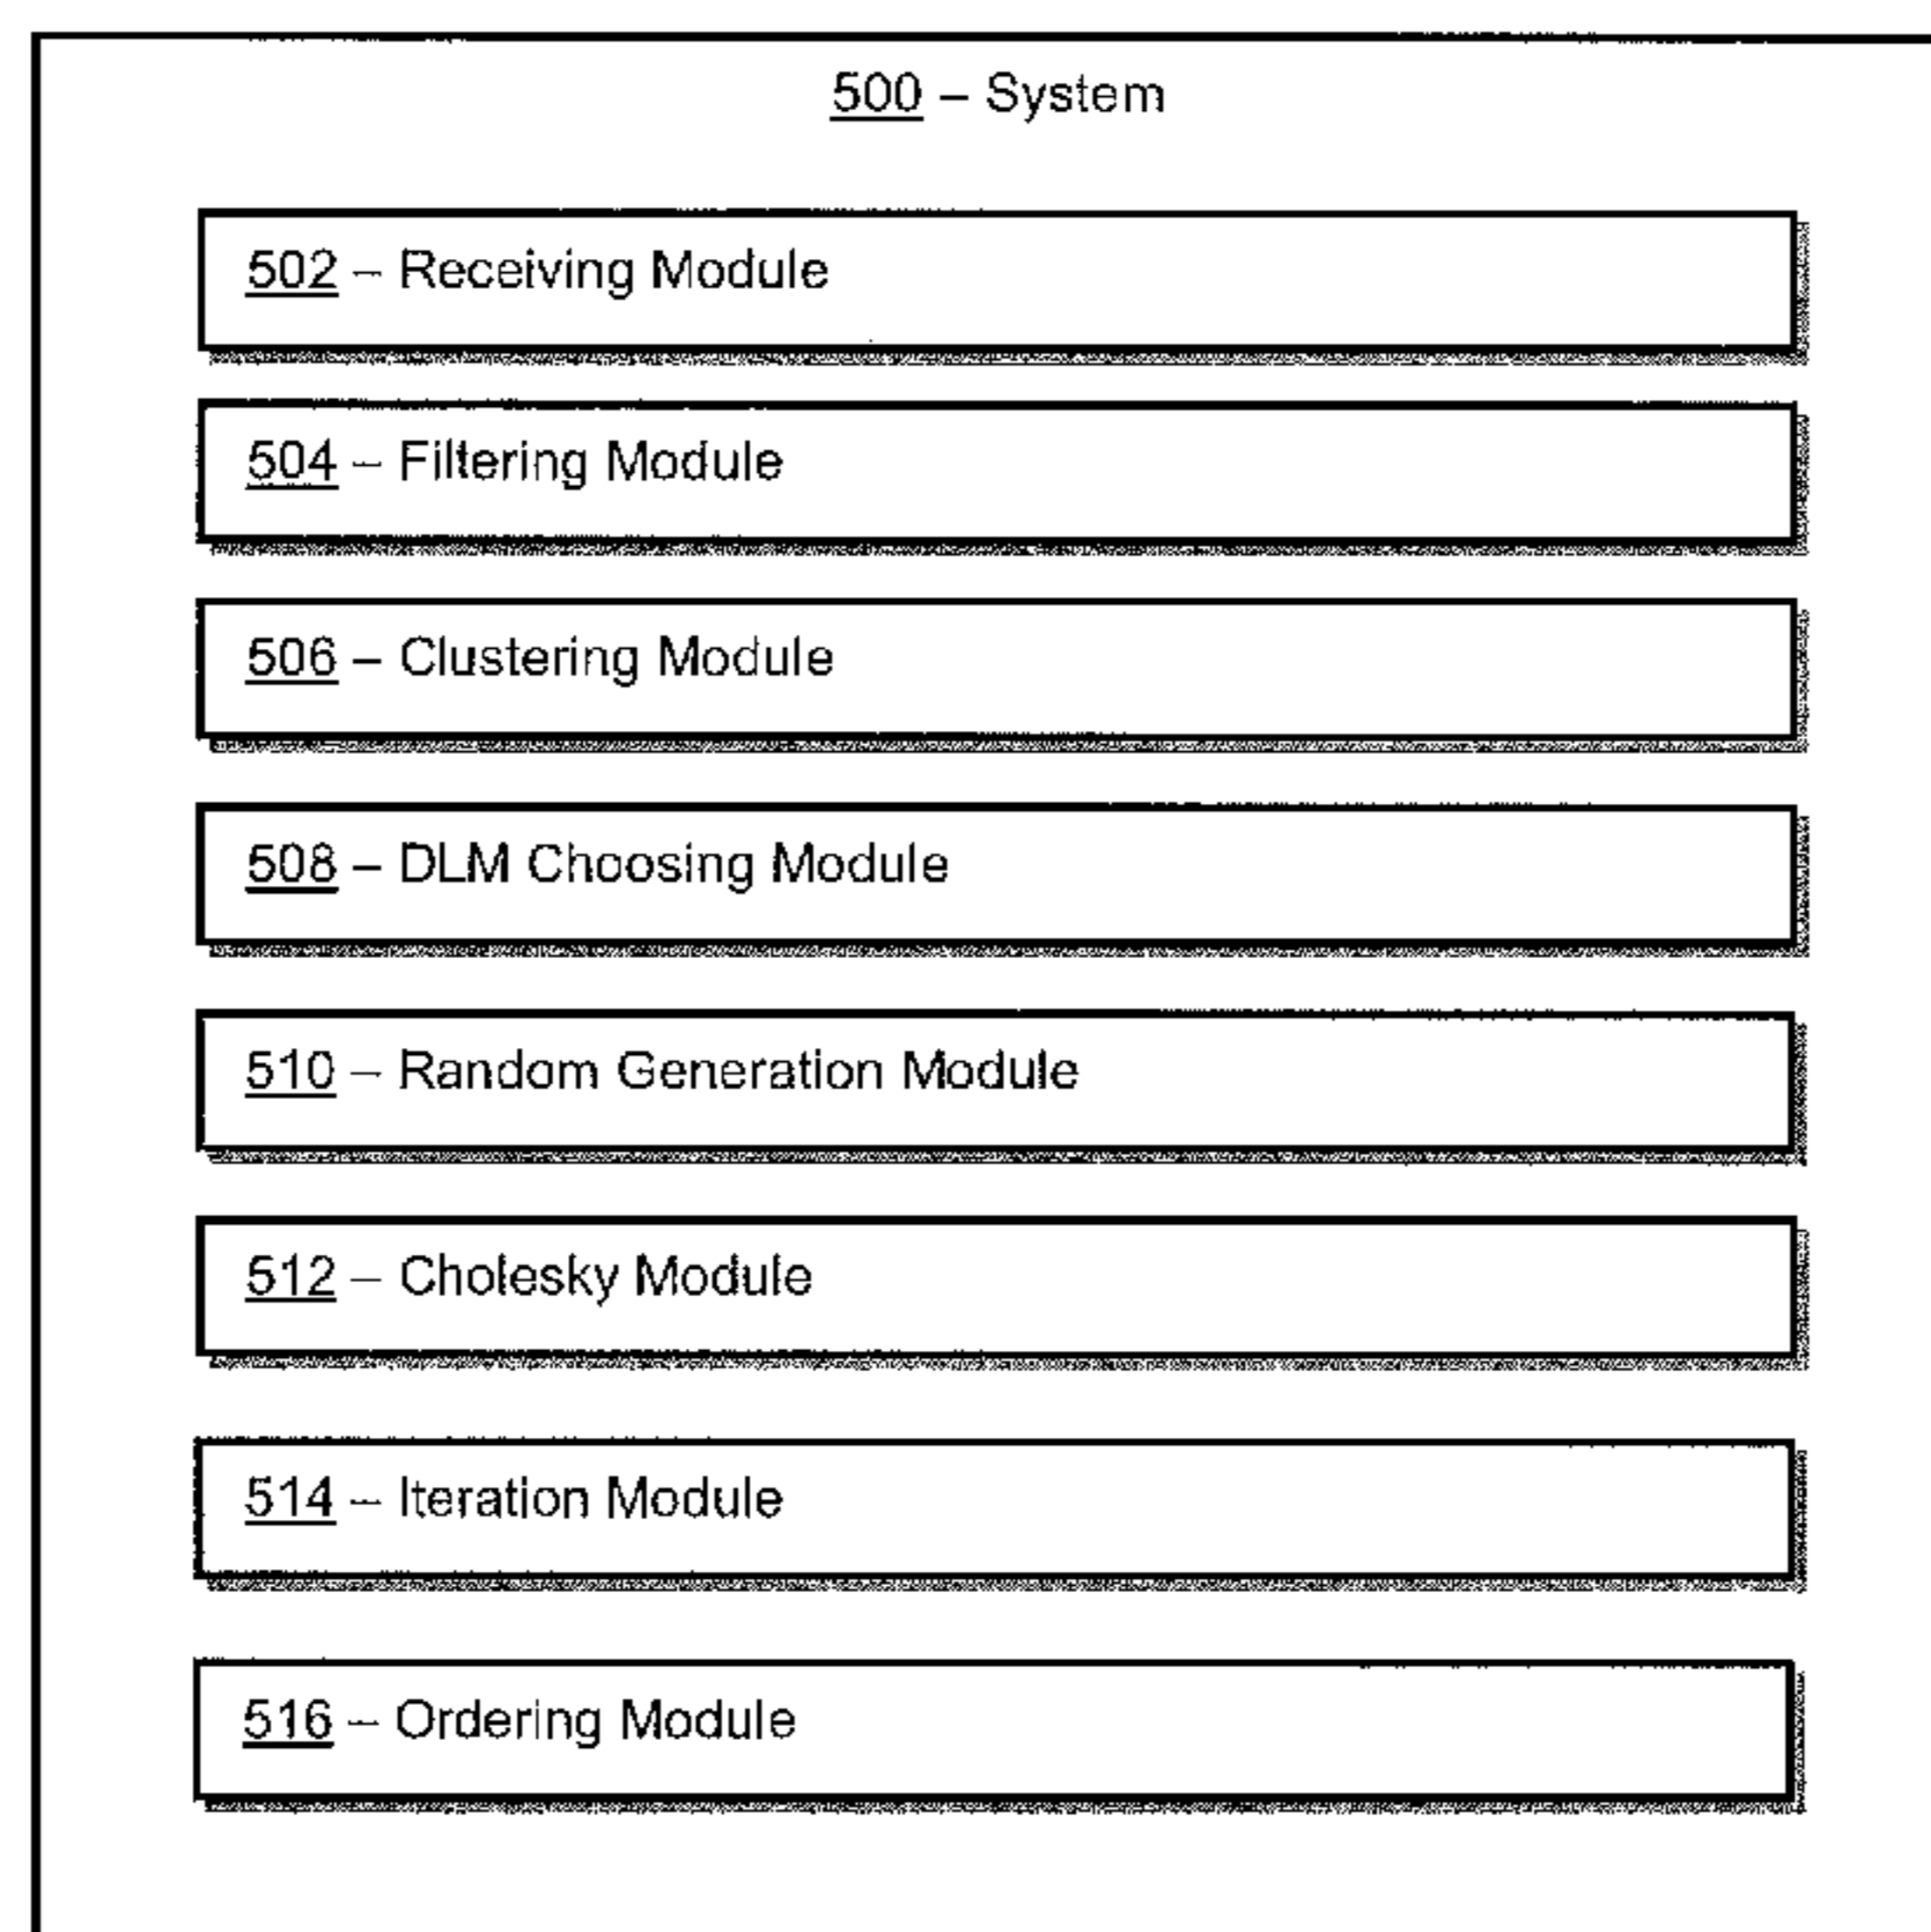 500 – System
502 – Receiving Module
504 – Filtering Module
506 – Clustering Module
508 – DLM Choosing Module
510 – Random Generation Module
512 – Cholesky Module
514 – Iteration Module
516 – Ordering Module